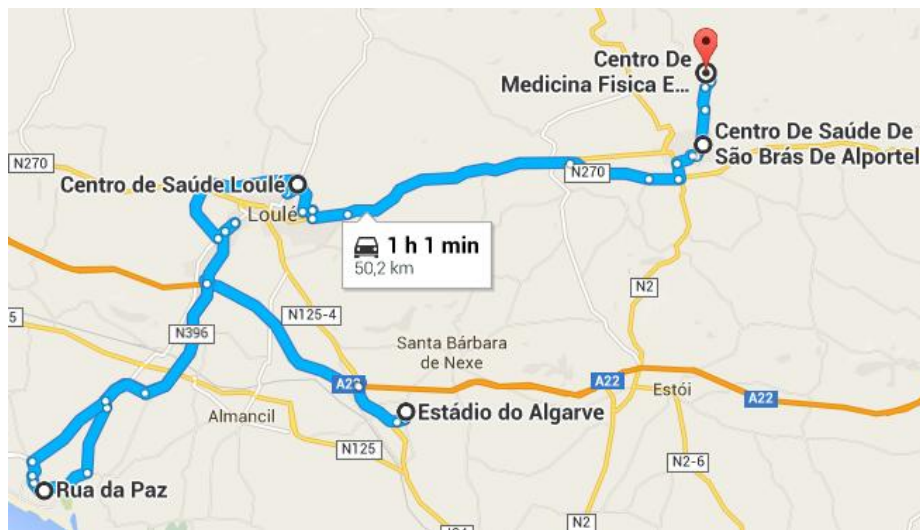 Centro De
Medicina Fisica E...
Centro De Saúde De
São Brás De Alportel
N270
N270
Centro de Saúde Loulé
Loulé
1 h 1 min
50,2 km
N2
N125-4
5
N396
Santa Bárbara
de Nexe
A22
A22
Estói
A22
Almancil
Estádio do Algarve
N125
N2-6
Rua da Paz
N2